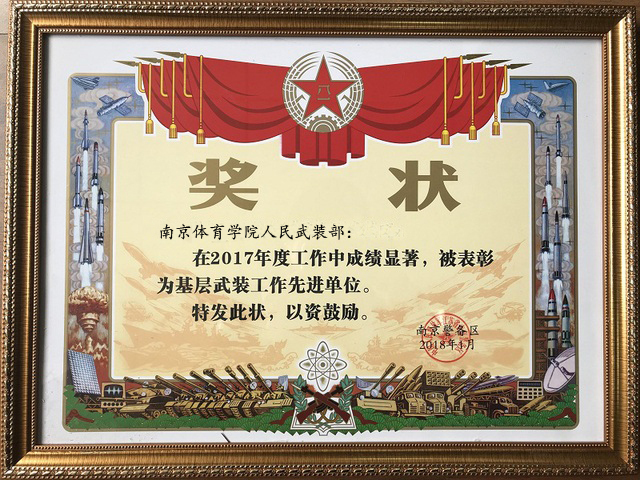 八一
奖状
南京体育学院人民武装部：
在2017年度工作中成绩显著，被表彰
为基层武装工作先进单位。
特发此状，以资鼓励。
南京警备区
2018年1月